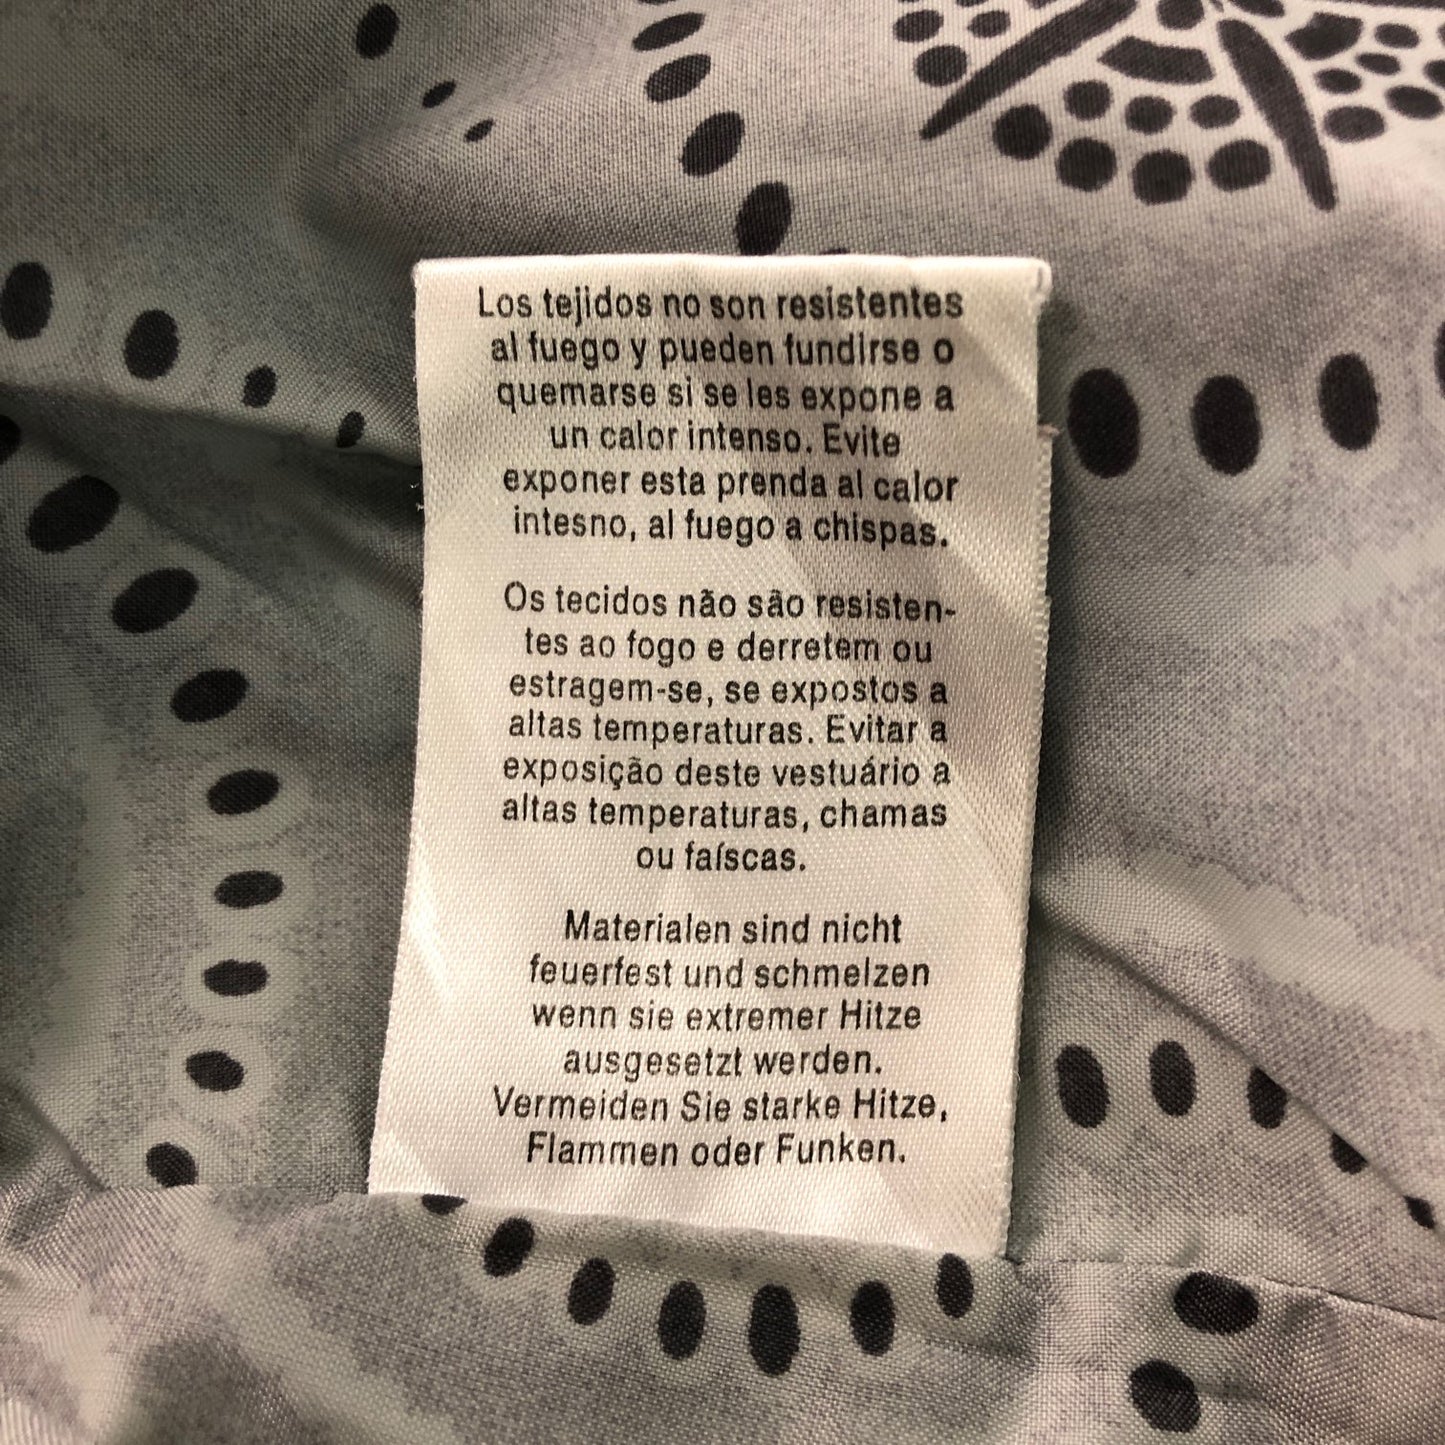 Los tejidos no son resistentes
al fuego y pueden fundirse o
quemarse si se les expone a
un calor intenso. Evite
exponer esta prenda al calor
intesno, al fuego a chispas.
Os tecidos não são resisten-
tes ao fogo e derretem ou
estragem-se, se expostos a
altas temperaturas. Evitar a
exposição deste vestuário a
altas temperaturas, chamas
ou faíscas.
Materialen sind nicht
feuerfest und schmelzen
wenn sie extremer Hitze
ausgesetzt werden.
Vermeiden Sie starke Hitze,
Flammen oder Funken.